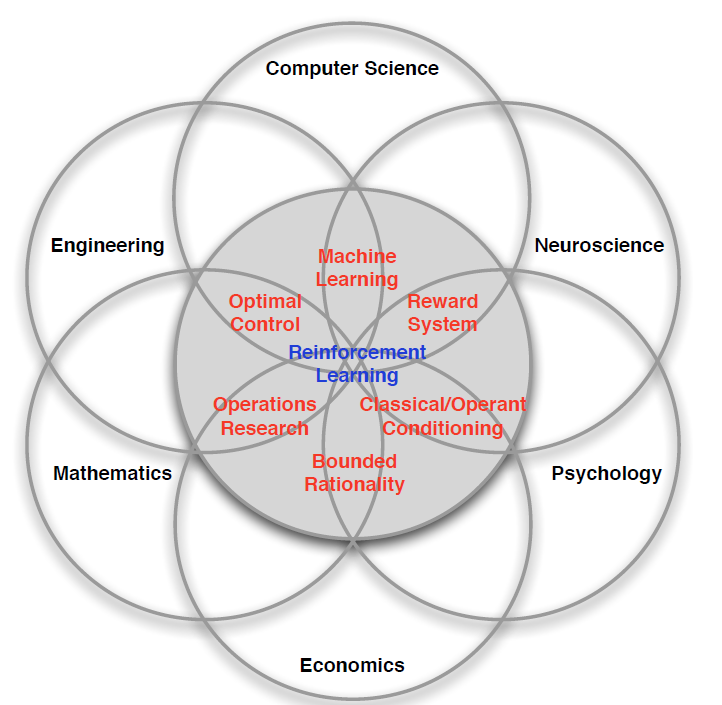 Computer Science
Engineering
Neuroscience
Machine
Learning
Optimal
Control
Reward
System
Reinforcement
Learning
Operations
Research
Classical/Operant
Conditioning
Bounded
Rationality
Mathematics
Psychology
Economics